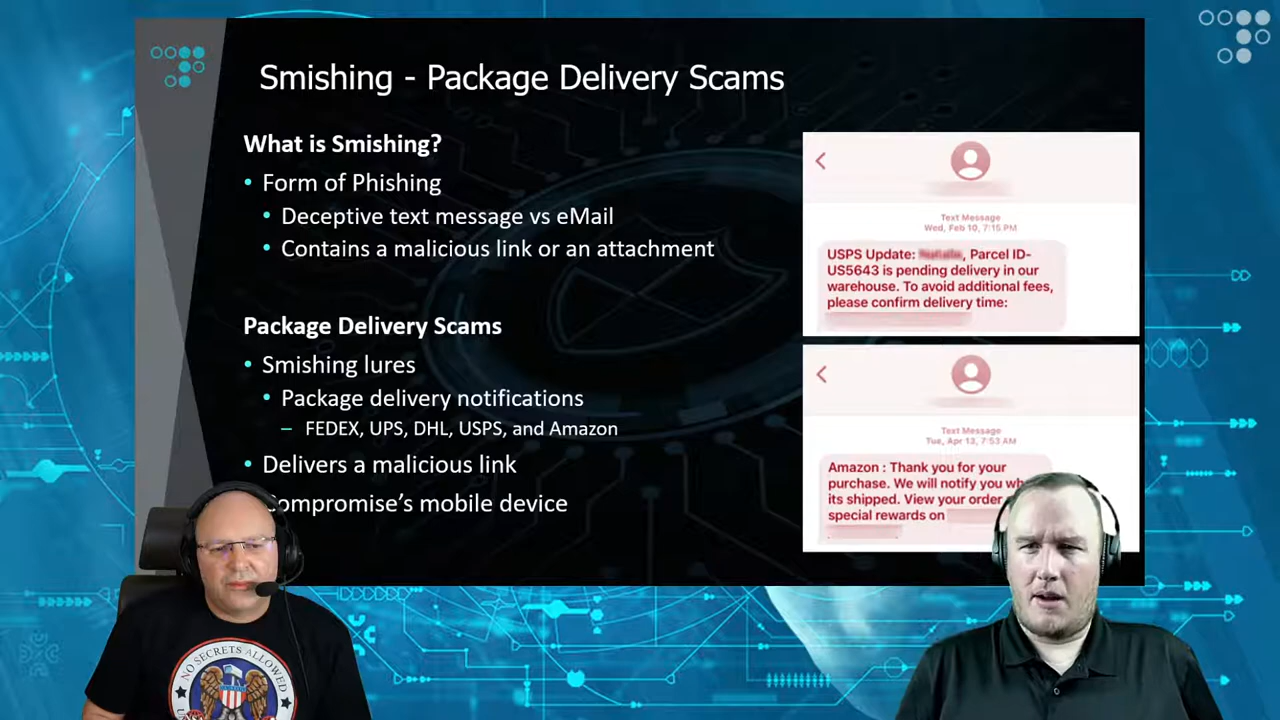 Smishing - Package Delivery Scams
What is Smishing?
• Form of Phishing
• Deceptive text message vs eMail
• Contains a malicious link or an attachment
Package Delivery Scams
• Smishing lures
• Package delivery notifications
– FEDEX, UPS, DHL, USPS, and Amazon
• Delivers a malicious link
ompromise's mobile device
Text Message
Wed, Feb 10, 7:15 PM
USPS Update: , Parcel ID-
US5643 is pending delivery in our
warehouse. To avoid additional fees,
please confirm delivery time:
Text Message
Tue, Apr 13, 7:53 AM
Amazon : Thank you for your
purchase. We will notify you wh
its shipped. View your order
special rewards on
NO SECRETS ALLOWED